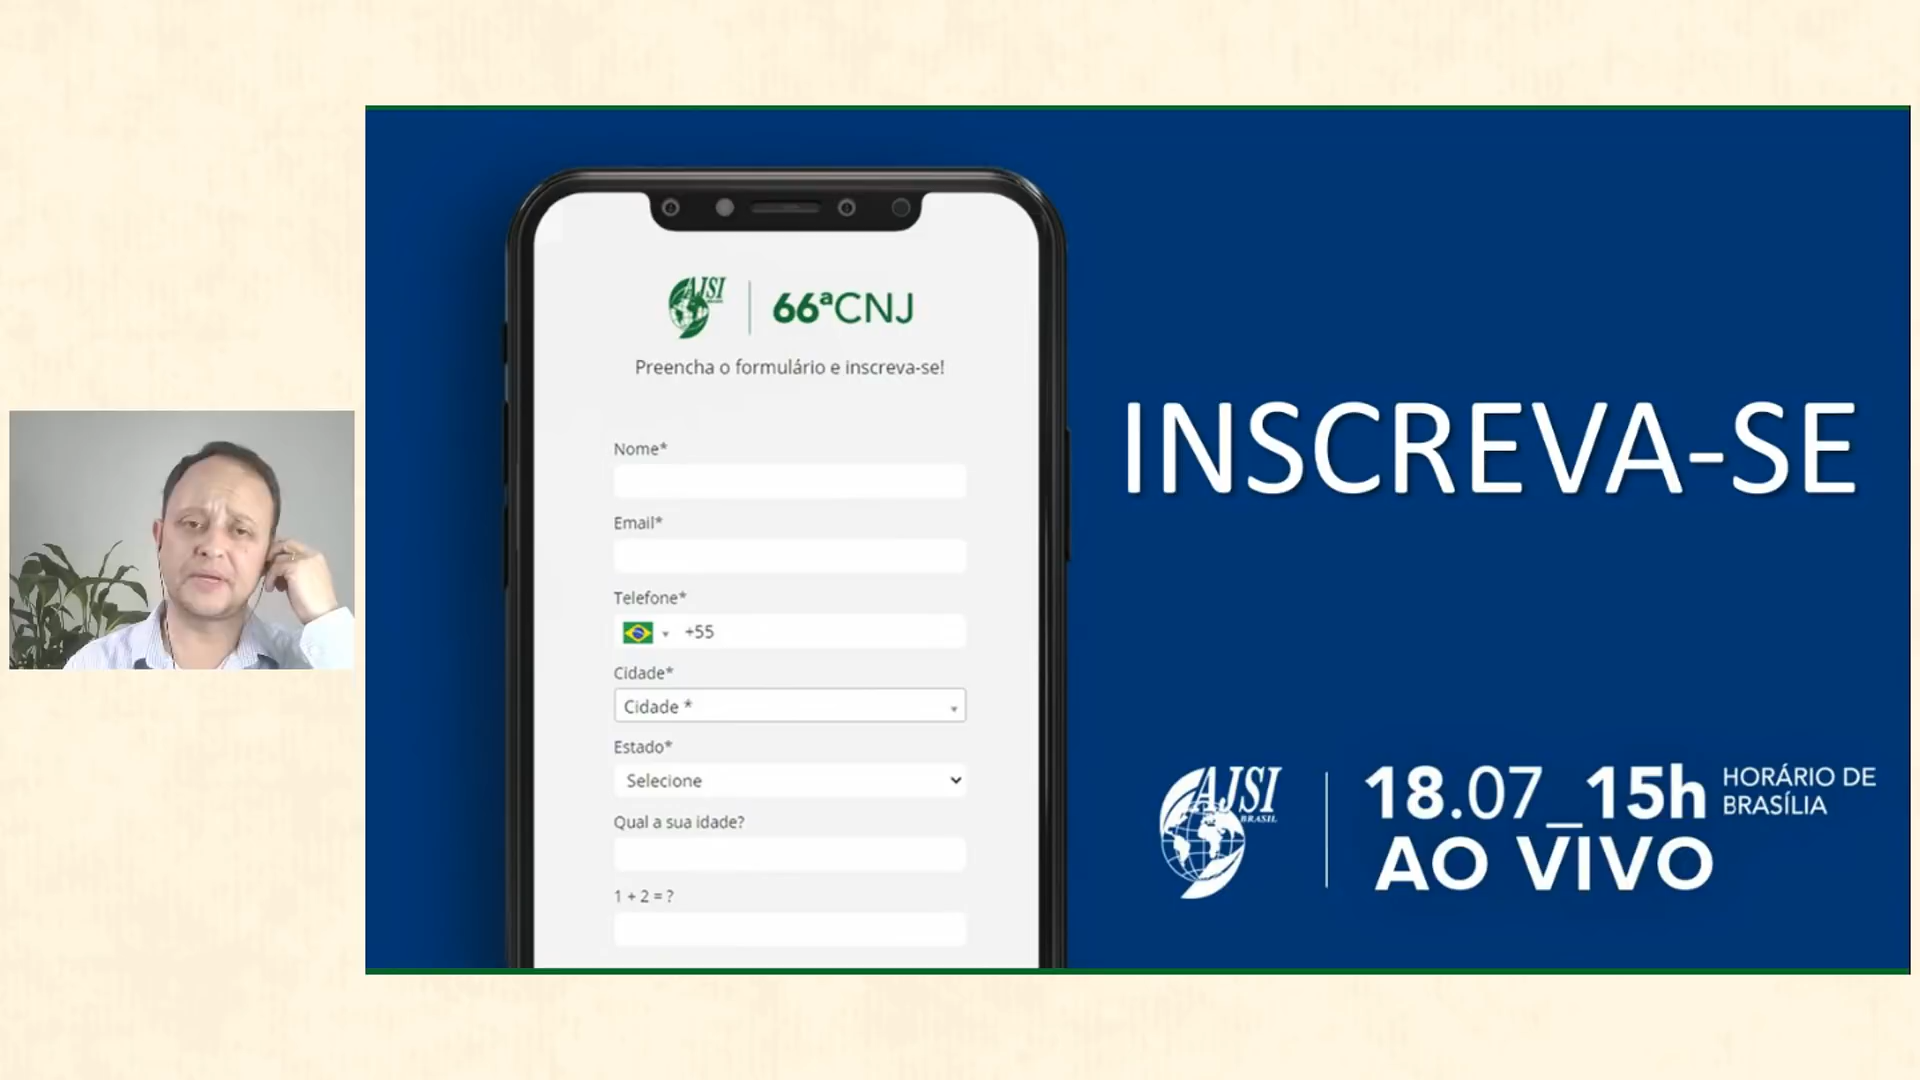 AJSI
66ªCNJ
Preencha o formulário e inscreva-se!
Nome*
Email*
Telefone*
+55
Cidade*
Cidade *
Estado*
Selecione
Qual a sua idade?
1 + 2 = ?
INSCREVA-SE
AJSI
BRASIL
18.07_15h
HORÁRIO DE
BRASÍLIA
AO VIVO